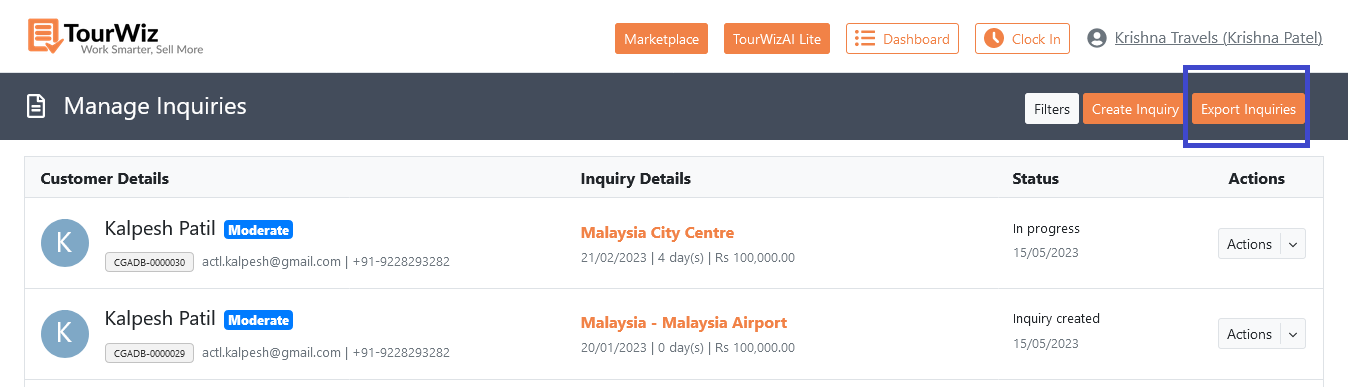 TourWiz
Work Smarter, Sell More
Marketplace
TourWizAI Lite
Dashboard
Clock In
Krishna Travels (Krishna Patel)
Manage Inquiries
Filters
Create Inquiry
Export Inquiries
Customer Details
Inquiry Details
Status
Actions
K
Kalpesh Patil Moderate
CGADB-0000030 actl.kalpesh@gmail.com | +91-9228293282
Malaysia City Centre
21/02/2023 | 4 day(s) | Rs 100,000.00
In progress
15/05/2023
Actions
K
Kalpesh Patil Moderate
CGADB-0000029 actl.kalpesh@gmail.com | +91-9228293282
Malaysia - Malaysia Airport
20/01/2023 | 0 day(s) | Rs 100,000.00
Inquiry created
15/05/2023
Actions